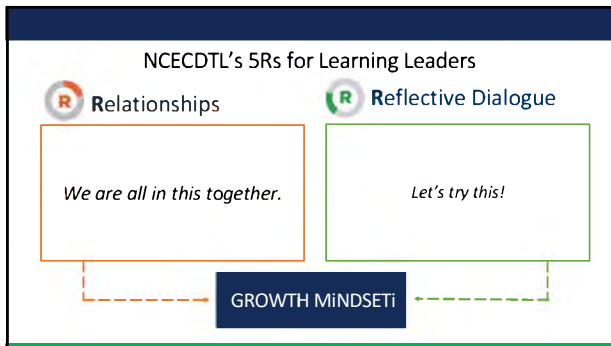 NCECDTL's 5Rs for Learning Leaders
R Relationships
R Reflective Dialogue
We are all in this together.
Let's try this!
GROWTH MiNDSETi